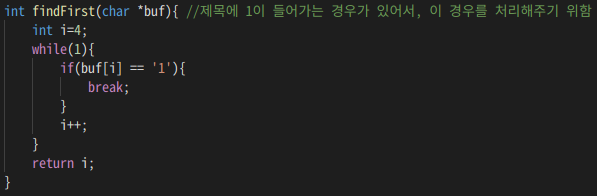 int findFirst(char *buf){ //제목에 1이 들어가는 경우가 있어서, 이 경우를 처리해주기 위함
    int i=4;
    while(1){
        if(buf[i] == '1'){
            break;
        }
        i++;
    }
    return i;
}